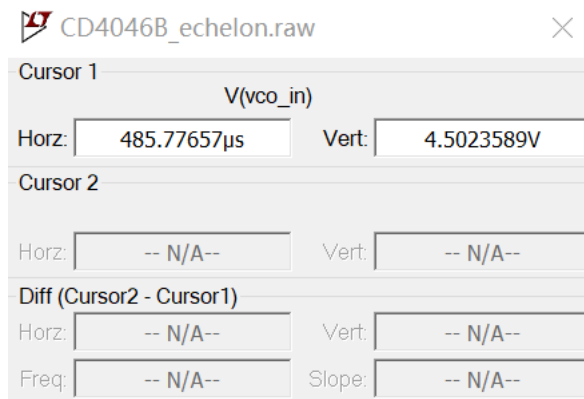 CD4046B_echelon.raw
Cursor 1
V(vco_in)
Horz: 485.77657µs Vert: 4.5023589V
Cursor 2
Horz: -- N/A-- Vert: -- N/A--
Diff (Cursor2 - Cursor1)
Horz: -- N/A-- Vert: -- N/A--
Freq: -- N/A-- Slope: -- N/A--